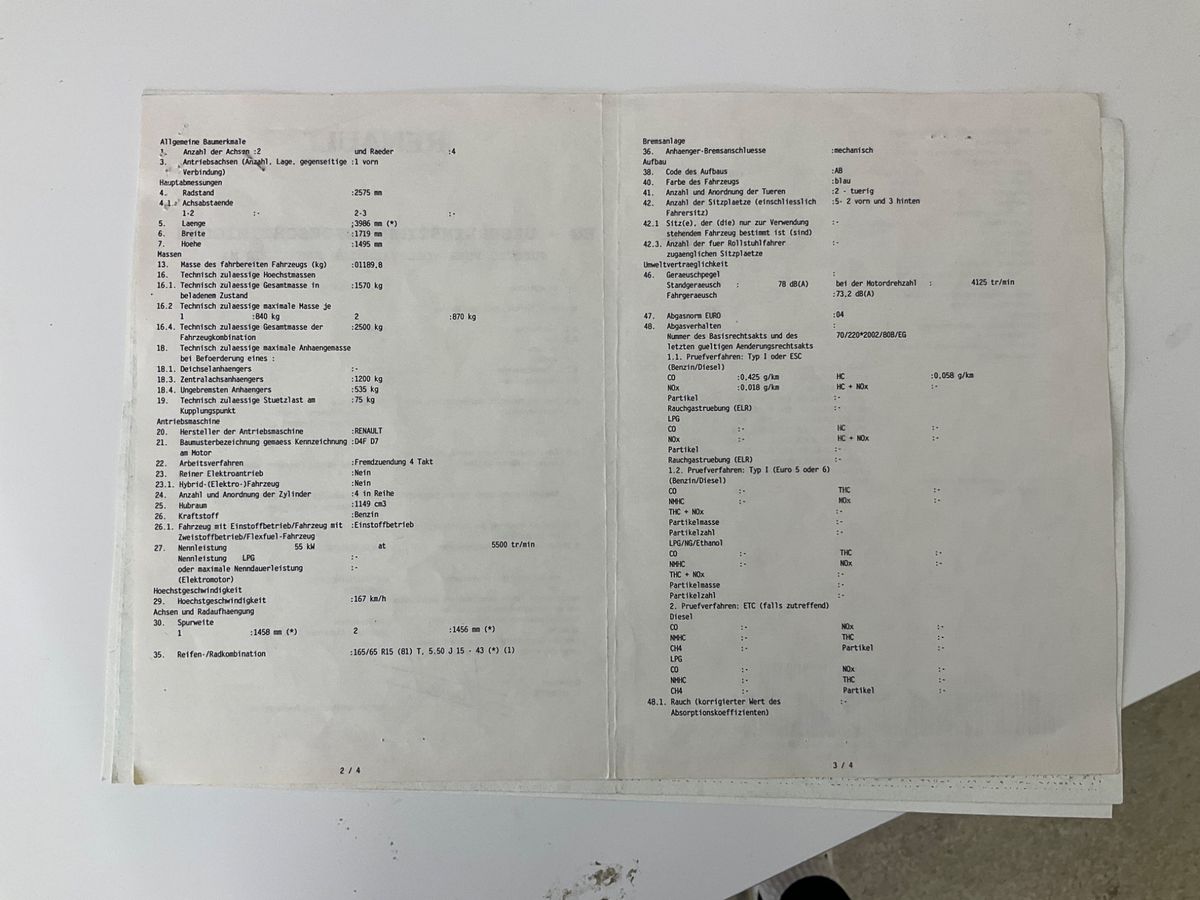 Allgemeine Baumerkmale
1. Anzahl der Achsen :2 und Raeder :4
3. Antriebsachsen (Anzahl, Lage, gegenseitige :1 vorn
Verbindung)
Hauptabmessungen
4. Radstand :2575 mm
4.1. Achsabstaende
1-2 :- 2-3 :-
5. Laenge :3986 mm (*)
6. Breite :1719 mm
7. Hoehe :1495 mm
Massen
13. Masse des fahrbereiten Fahrzeugs (kg) :01189.8
16. Technisch zulaessige Hoechstmassen
16.1. Technisch zulaessige Gesamtmasse in :1570 kg
beladenem Zustand
16.2 Technisch zulaessige maximale Masse je
1 :840 kg 2 :870 kg
16.4. Technisch zulaessige Gesamtmasse der :2500 kg
Fahrzeugkombination
18. Technisch zulaessige maximale Anhaengemasse
bei Befoerderung eines :
18.1. Deichselanhaengers :-
18.3. Zentralachsanhaengers :1200 kg
18.4. Ungebremsten Anhaengers :535 kg
19. Technisch zulaessige Stuetzlast am :75 kg
Kupplungspunkt
Antriebsmaschine
20. Hersteller der Antriebsmaschine :RENAULT
21. Baumusterbezeichnung gemaess Kennzeichnung :D4F D7
am Motor
22. Arbeitsverfahren :Fremdzuendung 4 Takt
23. Reiner Elektroantrieb :Nein
23.1. Hybrid-(Elektro-)Fahrzeug :Nein
24. Anzahl und Anordnung der Zylinder :4 in Reihe
25. Hubraum :1149 cm3
26. Kraftstoff :Benzin
26.1. Fahrzeug mit Einstoffbetrieb/Fahrzeug mit :Einstoffbetrieb
Zweistoffbetrieb/Flexfuel-Fahrzeug
27. Nennleistung 55 kW at 5500 tr/min
Nennleistung LPG :-
oder maximale Nenndauerleistung :-
(Elektromotor)
Hoechstgeschwindigkeit
29. Hoechstgeschwindigkeit :167 km/h
Achsen und Radaufhaengung
30. Spurweite
1 :1458 mm (*) 2 :1456 mm (*)
35. Reifen-/Radkombination :165/65 R15 (81) T, 5.50 J 15 - 43 (*) (1)
2 / 4
Bremsanlage
36. Anhaenger-Bremsanschluesse :mechanisch
Aufbau
38. Code des Aufbaus :AB
40. Farbe des Fahrzeugs :blau
41. Anzahl und Anordnung der Tueren :2 - tuerig
42. Anzahl der Sitzplaetze (einschliesslich :5- 2 vorn und 3 hinten
Fahrersitz)
42.1 Sitz(e), der (die) nur zur Verwendung :-
stehendem Fahrzeug bestimmt ist (sind)
42.3. Anzahl der fuer Rollstuhlfahrer :-
zugaenglichen Sitzplaetze
Umweltvertraeglichkeit
46. Geraeuschpegel :
Standgeraeusch : 78 dB(A) bei der Motordrehzahl : 4125 tr/min
Fahrgeraeusch :73,2 dB(A)
47. Abgasnorm EURO :04
48. Abgasverhalten :
Nummer des Basisrechtsakts und des 70/220*2002/80B/EG
letzten gueltigen Aenderungsrechtsakts
1.1. Pruefverfahren: Typ I oder ESC
(Benzin/Diesel)
CO :0,425 g/km HC :0,058 g/km
NOx :0,018 g/km HC + NOx :-
Partikel :-
Rauchgastruebung (ELR) :-
LPG
CO :- HC :-
NOx :- HC + NOx :-
Partikel :-
Rauchgastruebung (ELR) :-
1.2. Pruefverfahren: Typ I (Euro 5 oder 6)
(Benzin/Diesel)
CO :- THC :-
NMHC :- NOx :-
THC + NOx :-
Partikelmasse :-
Partikelzahl :-
LPG/NG/Ethanol
CO :- THC :-
NMHC :- NOx :-
THC + NOx :-
Partikelmasse :-
Partikelzahl :-
2. Pruefverfahren: ETC (falls zutreffend)
Diesel
CO :- NOx :-
NMHC :- THC :-
CH4 :- Partikel :-
LPG
CO :- NOx :-
NMHC :- THC :-
CH4 :- Partikel :-
48.1. Rauch (korrigierter Wert des :-
Absorptionskoeffizienten)
3 / 4